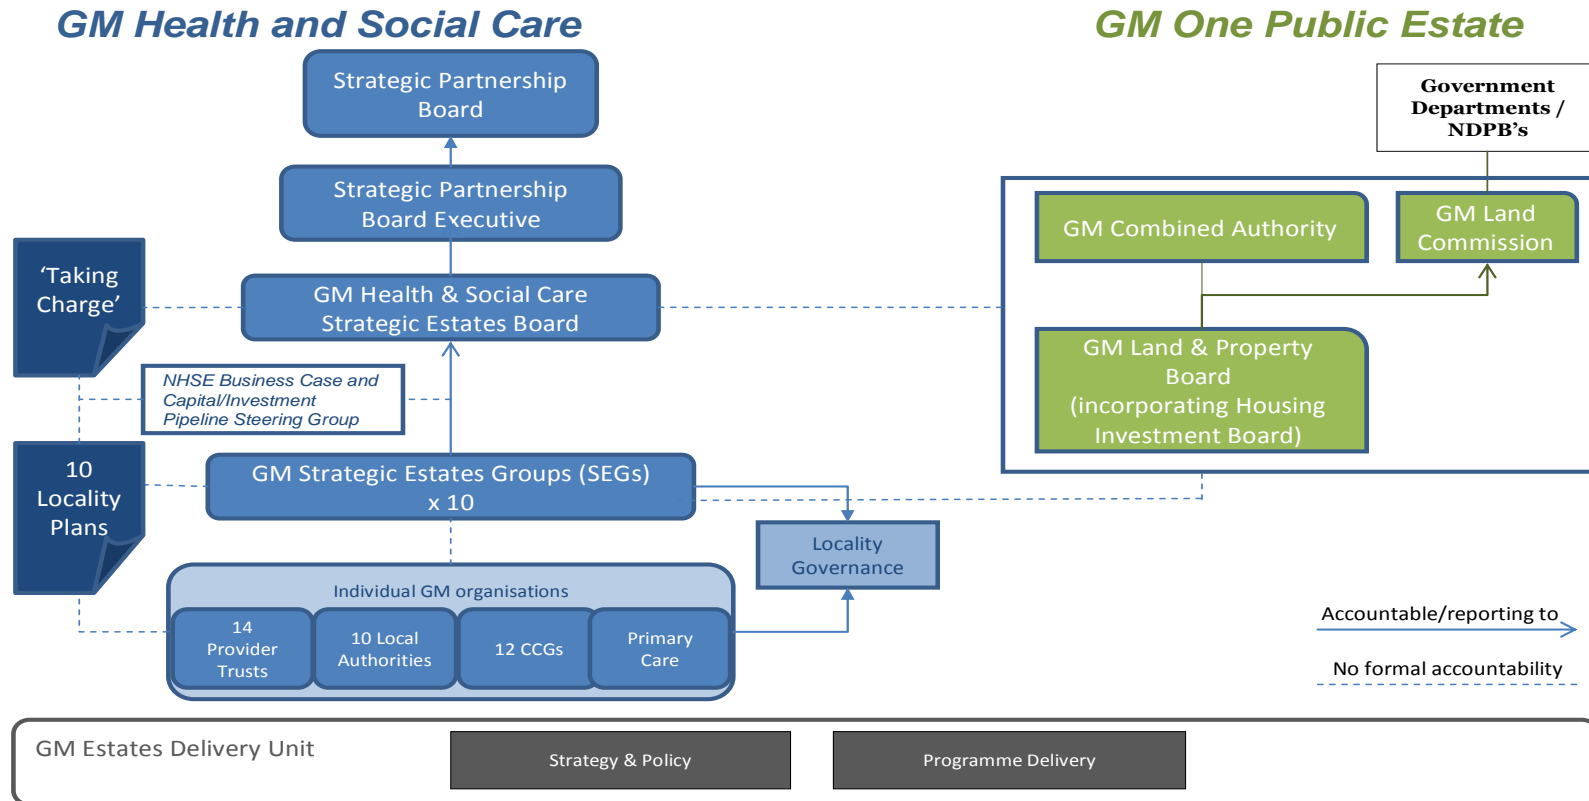 GM Health and Social Care
GM One Public Estate
Strategic Partnership
Board
Government
Departments /
NDPB's
Strategic Partnership
Board Executive
GM Combined Authority
GM Land
Commission
'Taking
Charge'
GM Health & Social Care
Strategic Estates Board
GM Land & Property
Board
(incorporating Housing
Investment Board)
NHSE Business Case and
Capital/Investment
Pipeline Steering Group
10
Locality
Plans
GM Strategic Estates Groups (SEGs)
x 10
Locality
Governance
Individual GM organisations
14
Provider
Trusts
10 Local
Authorities
12 CCGs
Primary
Care
Accountable/reporting to
No formal accountability
GM Estates Delivery Unit
Strategy & Policy
Programme Delivery